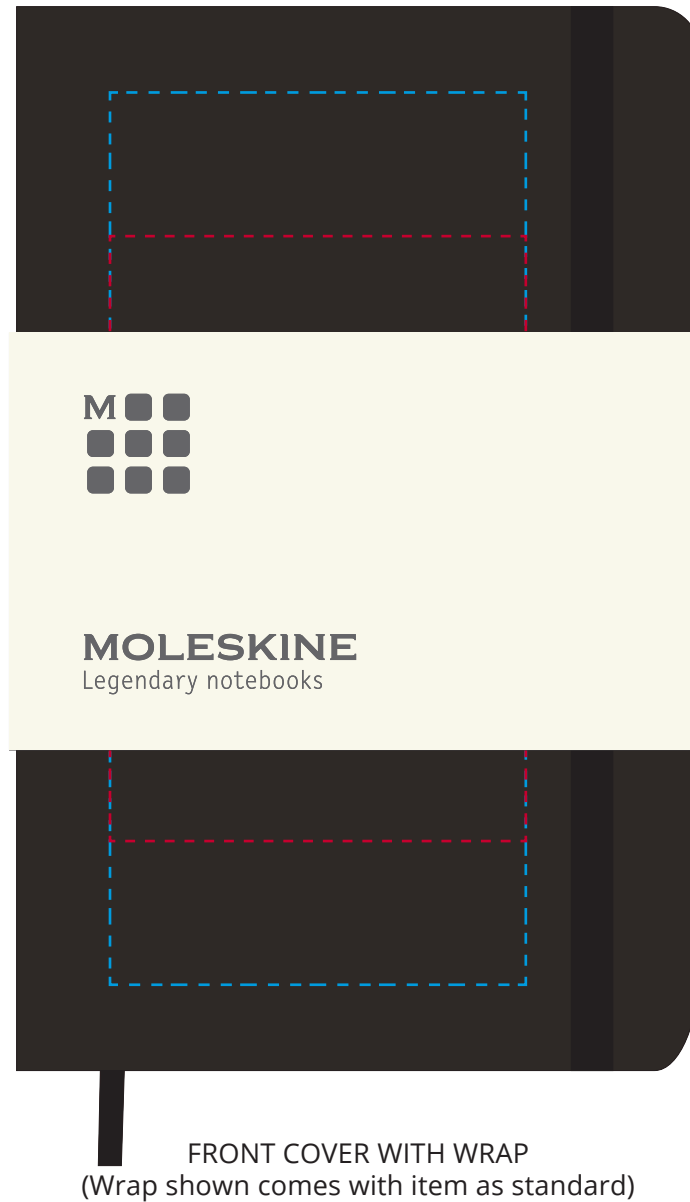 M
MOLESKINE
Legendary notebooks
FRONT COVER WITH WRAP
(Wrap shown comes with item as standard)